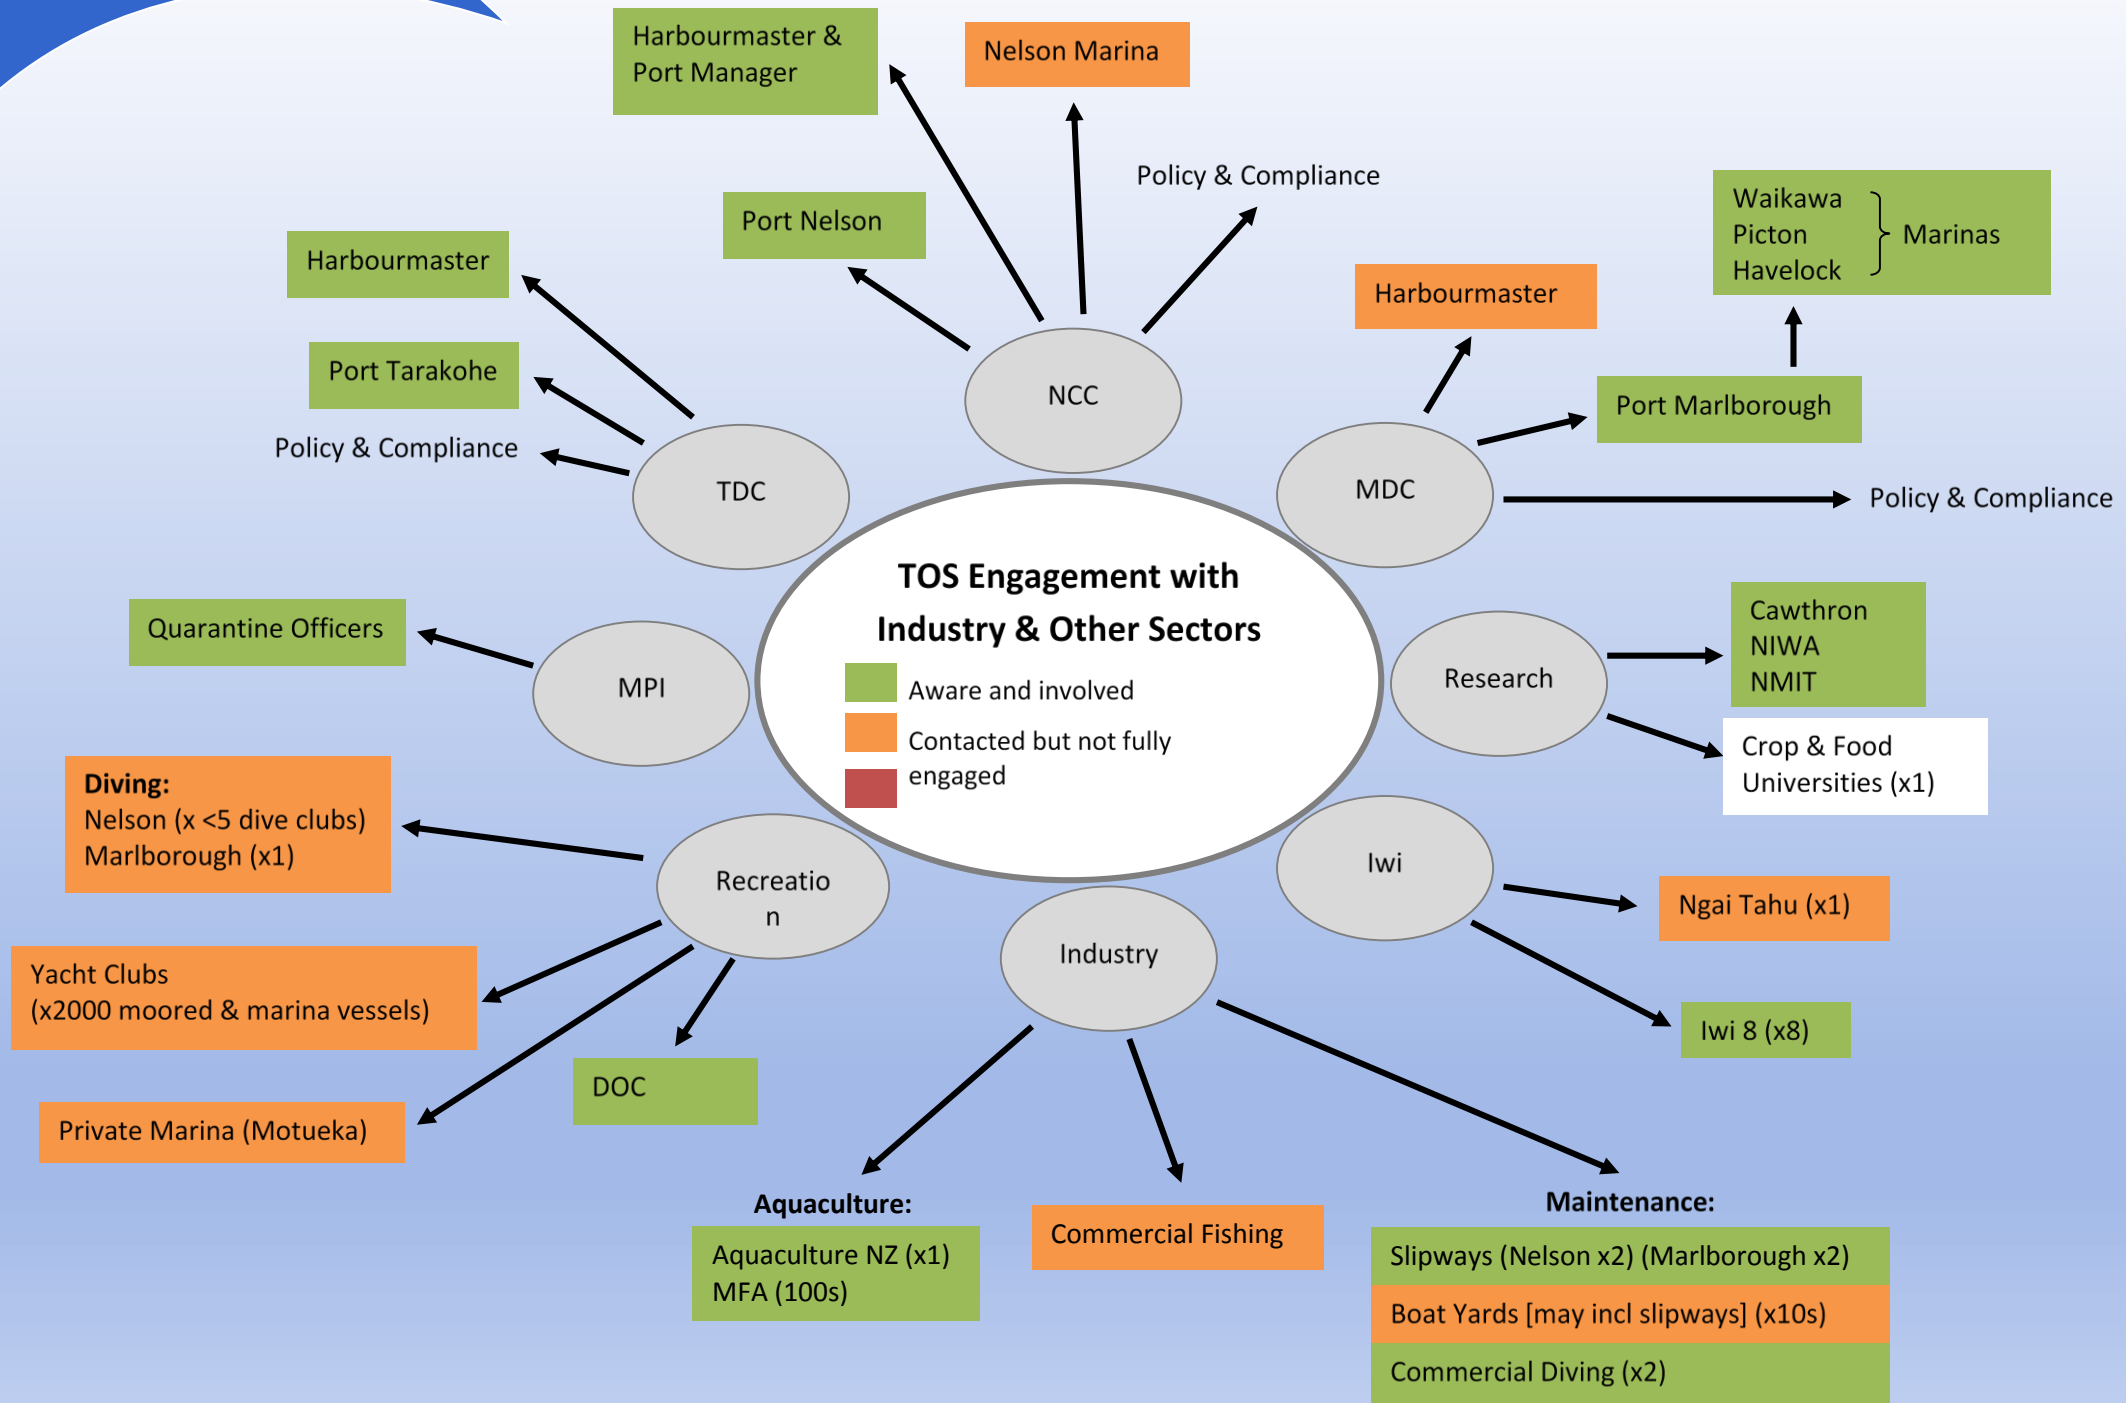 Harbourmaster &
Port Manager
Nelson Marina
Policy & Compliance
Port Nelson
Harbourmaster
Port Tarakohe
Policy & Compliance
Waikawa
Picton
Havelock
Marinas
Harbourmaster
Port Marlborough
Policy & Compliance
NCC
TDC
MDC
TOS Engagement with
Industry & Other Sectors
Aware and involved
Contacted but not fully
engaged
Quarantine Officers
MPI
Research
Cawthron
NIWA
NMIT
Crop & Food
Universities (x1)
Diving:
Nelson (x <5 dive clubs)
Marlborough (x1)
Recreatio
n
Iwi
Ngai Tahu (x1)
Iwi 8 (x8)
Industry
Yacht Clubs
(x2000 moored & marina vessels)
DOC
Private Marina (Motueka)
Aquaculture:
Aquaculture NZ (x1)
MFA (100s)
Commercial Fishing
Maintenance:
Slipways (Nelson x2) (Marlborough x2)
Boat Yards [may incl slipways] (x10s)
Commercial Diving (x2)